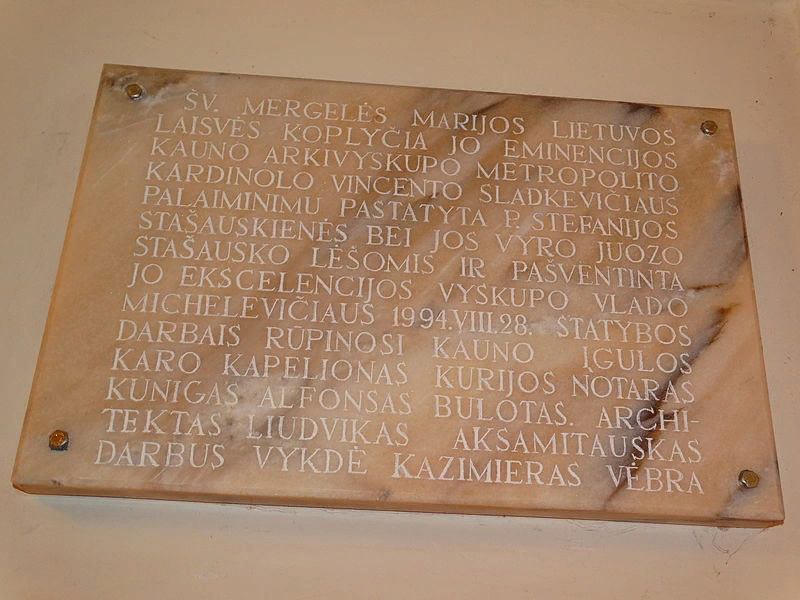 ŠV. MERGELĖS MARIJOS LIETUVOS
LAISVĖS KOPLYČIA JO EMINENCIJOS
KAUNO ARKIVYSKUPO METROPOLITO
KARDINOLO VINCENTO SLADKEVIČIAUS
PALAIMINIMU PASTATYTA P. STEFANIJOS
STAŠAUSKIENĖS BEI JOS VYRO JUOZO
STAŠAUSKO LĖŠOMIS IR PAŠVENTINTA
JO EKSCELENCIJOS VYSKUPO VLADO
MICHELEVIČIAUS 1994.VIII.28. STATYBOS
DARBAIS RŪPINOSI KAUNO ĮGULOS
KARO KAPELIONAS KURIJOS NOTARAS
KUNIGAS ALFONSAS BULOTAS. ARCHI-
TEKTAS LIUDVIKAS AKSAMITAUSKAS
DARBUS VYKDĖ KAZIMIERAS VĖBRA